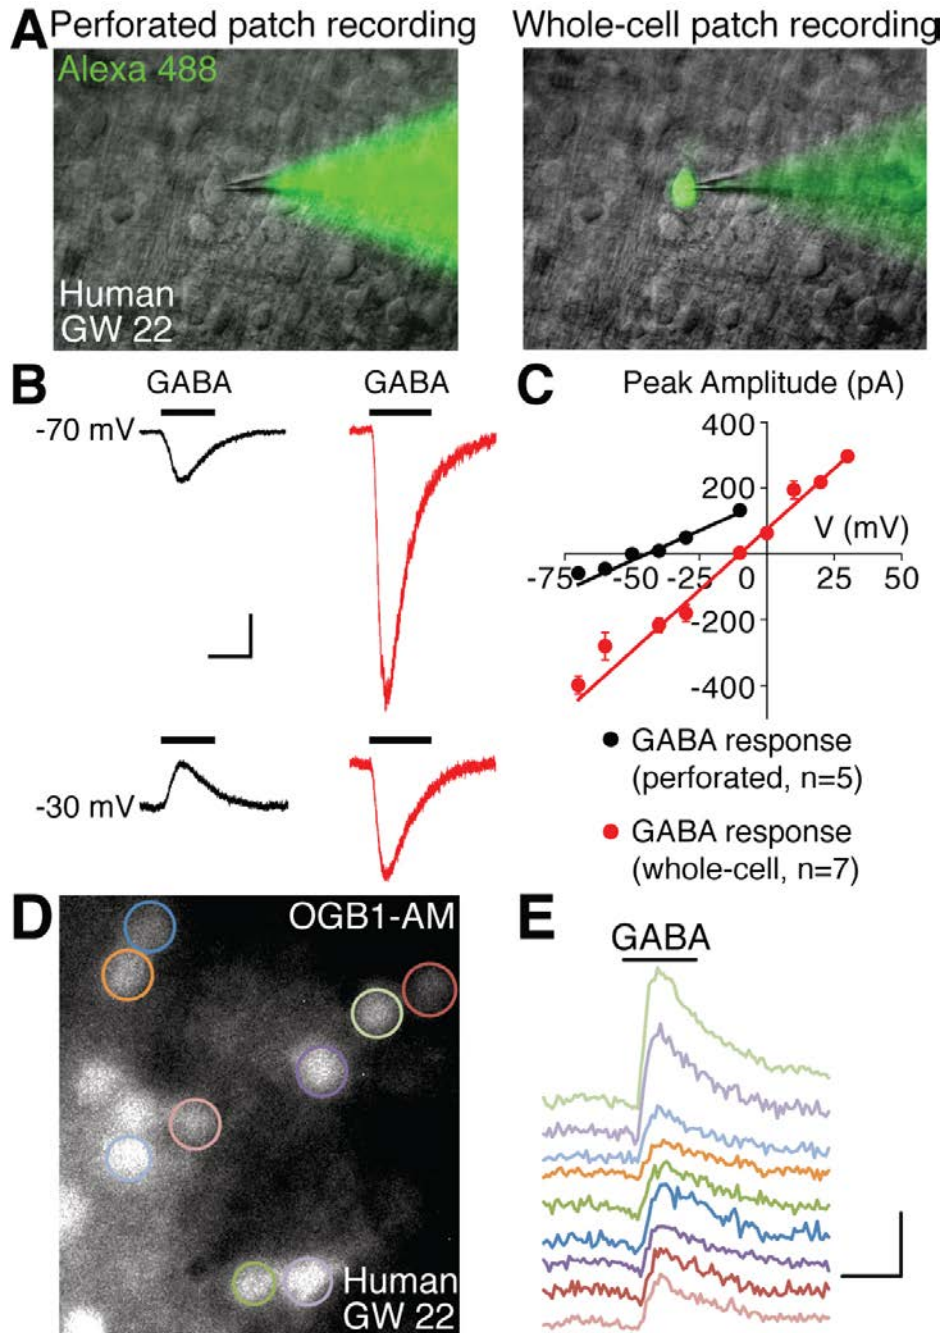 A
Perforated patch recording
Whole-cell patch recording
Alexa 488
Human
GW 22
B
GABA
GABA
-70 mV
-30 mV
C
Peak Amplitude (pA)
400
200
V (mV)
-75
-50
-25
0
25
50
-200
-400
GABA response
(perforated, n=5)
GABA response
(whole-cell, n=7)
D
OGB1-AM
Human
GW 22
E
GABA